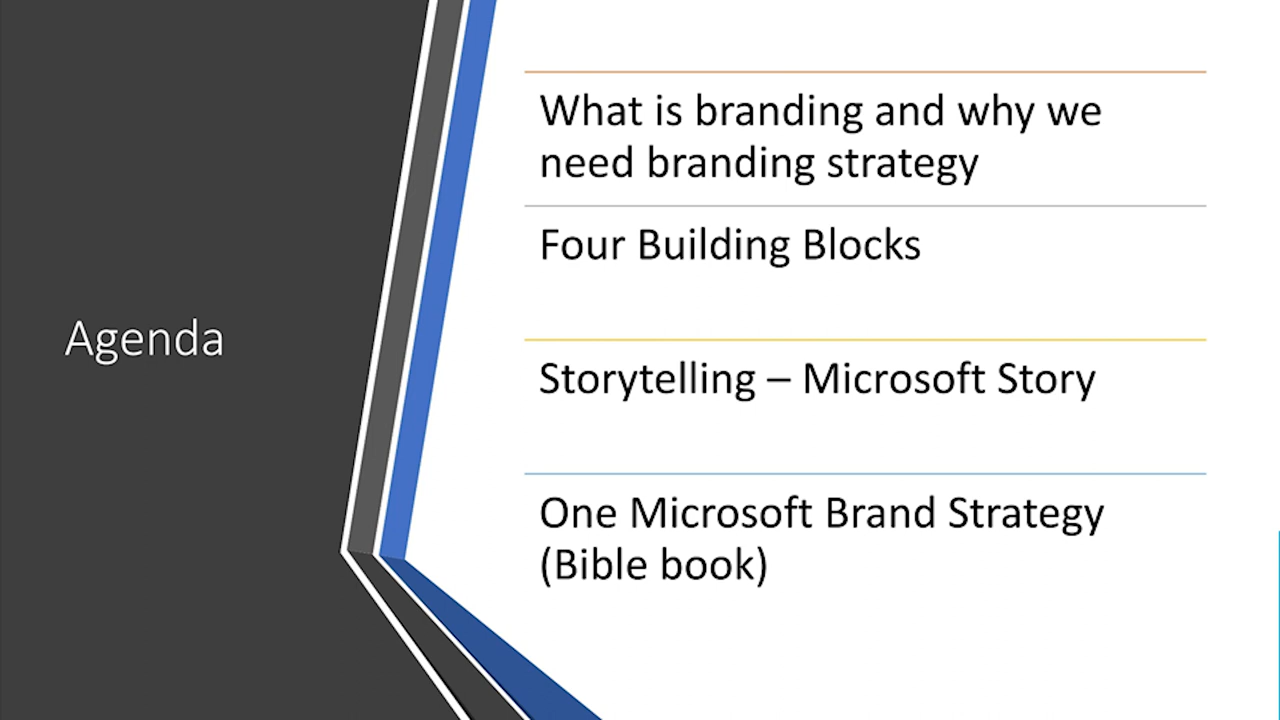 Agenda
What is branding and why we
need branding strategy
Four Building Blocks
Storytelling – Microsoft Story
One Microsoft Brand Strategy
(Bible book)